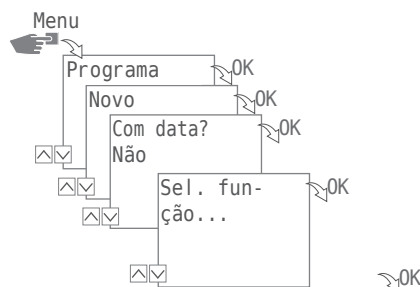 Menu
Programa
OK
Novo
OK
Com data?
OK
Não
Sel. fun-
OK
ção...
OK